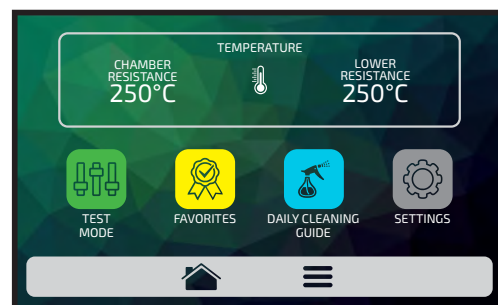 TEMPERATURE
CHAMBER
RESISTANCE
250°C
LOWER
RESISTANCE
250°C
TEST
MODE
FAVORITES
DAILY CLEANING
GUIDE
SETTINGS